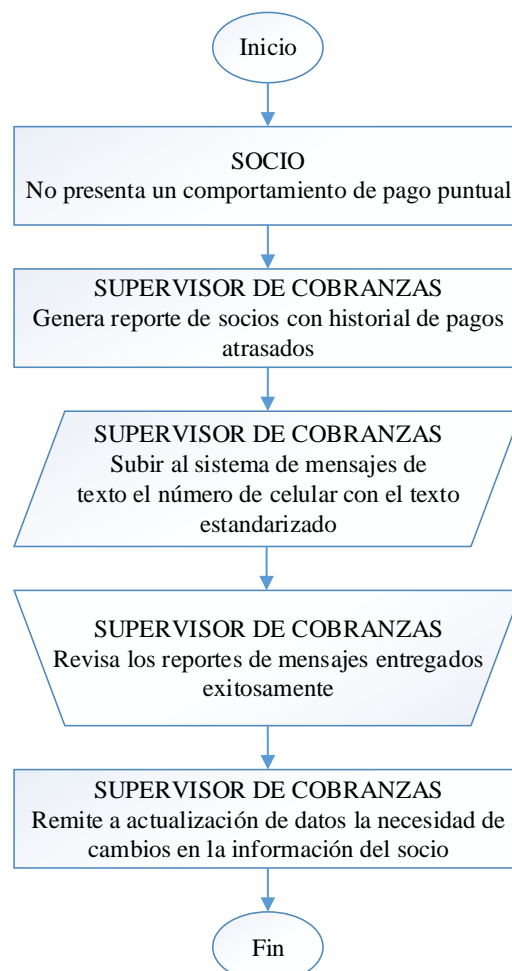 Inicio
SOCIO
No presenta un comportamiento de pago puntual
SUPERVISOR DE COBRANZAS
Genera reporte de socios con historial de pagos
atrasados
SUPERVISOR DE COBRANZAS
Subir al sistema de mensajes de
texto el número de celular con el texto
estandarizado
SUPERVISOR DE COBRANZAS
Revisa los reportes de mensajes entregados
exitosamente
SUPERVISOR DE COBRANZAS
Remite a actualización de datos la necesidad de
cambios en la información del socio
Fin